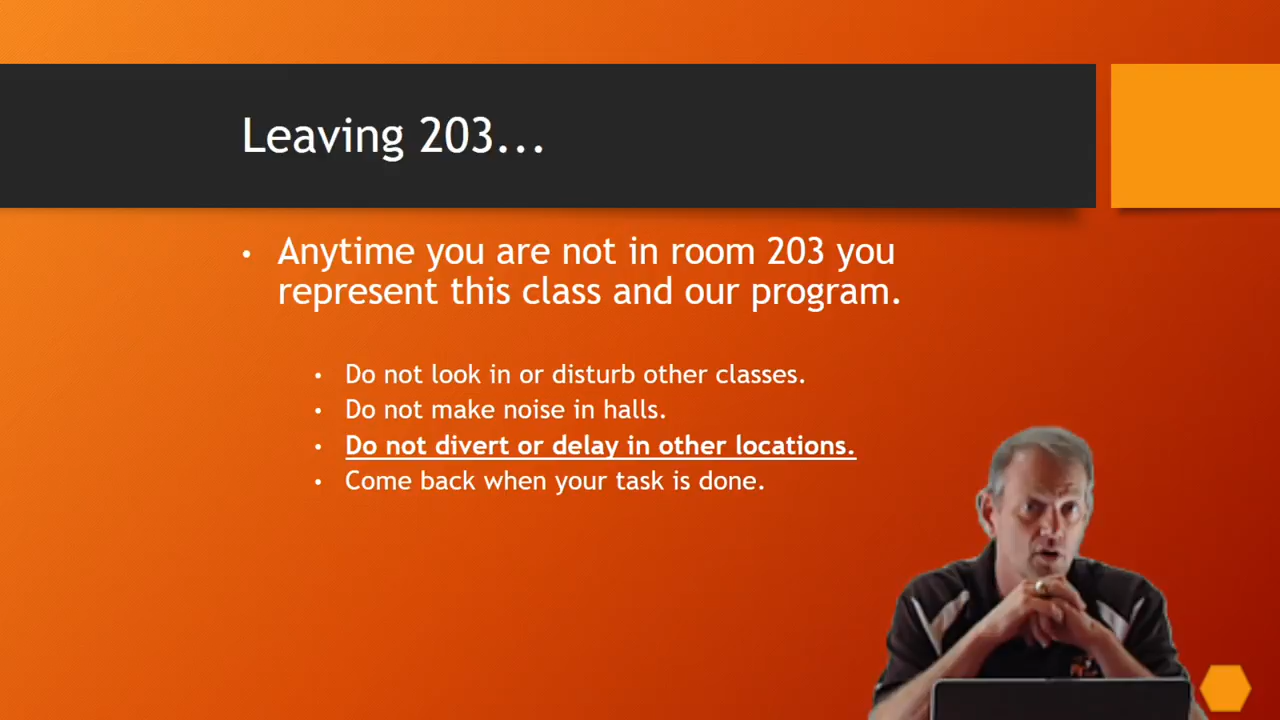 Leaving 203...
• Anytime you are not in room 203 you
represent this class and our program.
• Do not look in or disturb other classes.
• Do not make noise in halls.
• Do not divert or delay in other locations.
• Come back when your task is done.